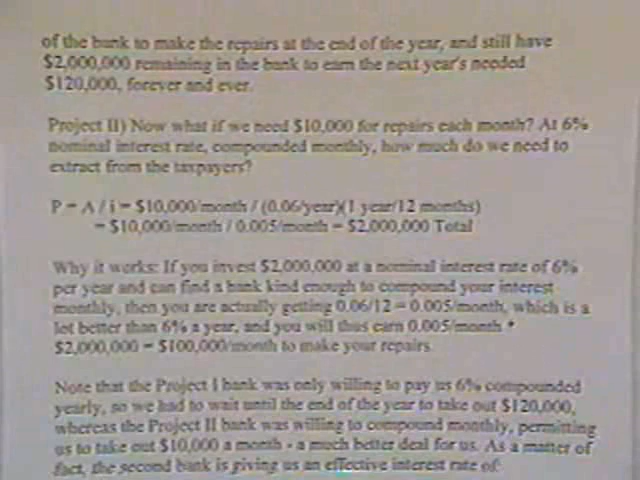 of the bank to make the repairs at the end of the year, and still have
$2,000,000 remaining in the bank to earn the next year's needed
$120,000, forever and ever.
Project II) Now what if we need $10,000 for repairs each month? At 6%
nominal interest rate, compounded monthly, how much do we need to
extract from the taxpayers?
P = A / i = $10,000/month / (0.06/year)(1 year/12 months)
= $10,000/month / 0.005/month = $2,000,000 Total
Why it works: If you invest $2,000,000 at a nominal interest rate of 6%
per year and can find a bank kind enough to compound your interest
monthly, then you are actually getting 0.06/12 = 0.005/month, which is a
lot better than 6% a year, and you will thus earn 0.005/month *
$2,000,000 = $100,000/month to make your repairs.
Note that the Project I bank was only willing to pay us 6% compounded
yearly, so we had to wait until the end of the year to take out $120,000,
whereas the Project II bank was willing to compound monthly, permitting
us to take out $10,000 a month - a much better deal for us. As a matter of
fact, the second bank is giving us an effective interest rate of: